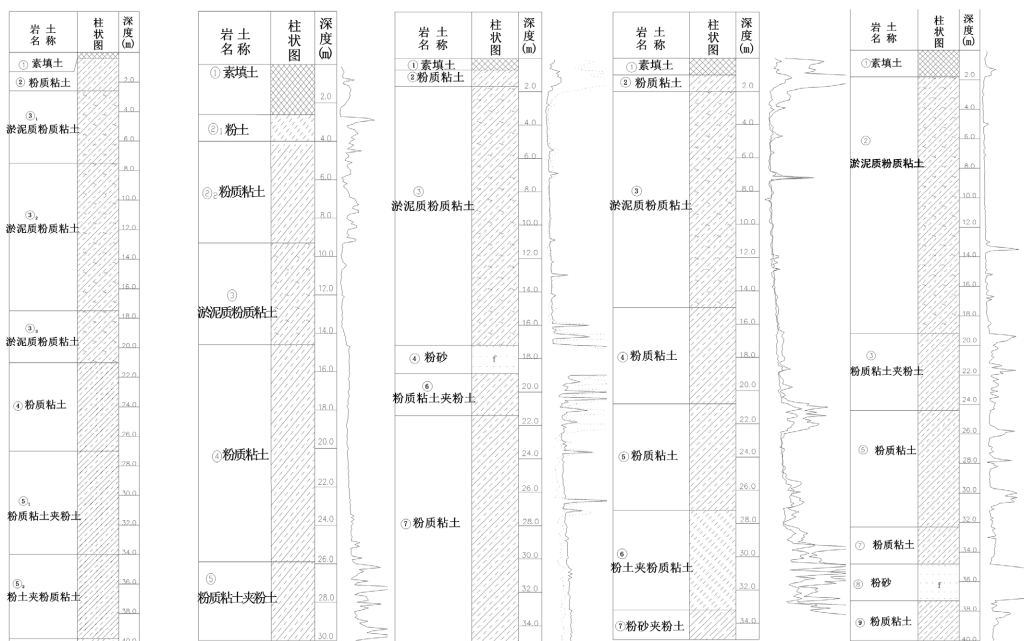 岩 土
名 称
柱
状
图
深
度
(m)
①素填土
②粉质粘土
③₁
淤泥质粉质粘土
③₂
淤泥质粉质粘土
③₃
淤泥质粉质粘土
④粉质粘土
⑤₁
粉质粘土夹粉土
⑤₂
粉土夹粉质粘土
2.0
4.0
6.0
8.0
10.0
12.0
14.0
16.0
18.0
20.0
22.0
24.0
26.0
28.0
30.0
32.0
34.0
36.0
38.0
40.0
岩 土
名 称
柱
状
图
深
度
(m)
①素填土
②₁粉土
②₂粉质粘土
③
淤泥质粉质粘土
④粉质粘土
⑤
粉质粘土夹粉土
2.0
4.0
6.0
8.0
10.0
12.0
14.0
16.0
18.0
20.0
22.0
24.0
26.0
28.0
30.0
岩 土
名 称
柱
状
图
深
度
(m)
①素填土
②粉质粘土
③
淤泥质粉质粘土
④粉砂
f
⑥
粉质粘土夹粉土
⑦粉质粘土
2.0
4.0
6.0
8.0
10.0
12.0
14.0
16.0
18.0
20.0
22.0
24.0
26.0
28.0
30.0
32.0
34.0
岩 土
名 称
柱
状
图
深
度
(m)
①素填土
②粉质粘土
③
淤泥质粉质粘土
④粉质粘土
⑤粉质粘土
⑥
粉土夹粉质粘土
⑦粉砂夹粉土
2.0
4.0
6.0
8.0
10.0
12.0
14.0
16.0
18.0
20.0
22.0
24.0
26.0
28.0
30.0
32.0
34.0
岩 土
名 称
柱
状
图
深
度
(m)
①素填土
②
淤泥质粉质粘土
③
粉质粘土夹粉土
⑤ 粉质粘土
⑦ 粉质粘土
⑧ 粉砂
f
⑨ 粉质粘土
2.0
4.0
6.0
8.0
10.0
12.0
14.0
16.0
18.0
20.0
22.0
24.0
26.0
28.0
30.0
32.0
34.0
36.0
38.0
40.0